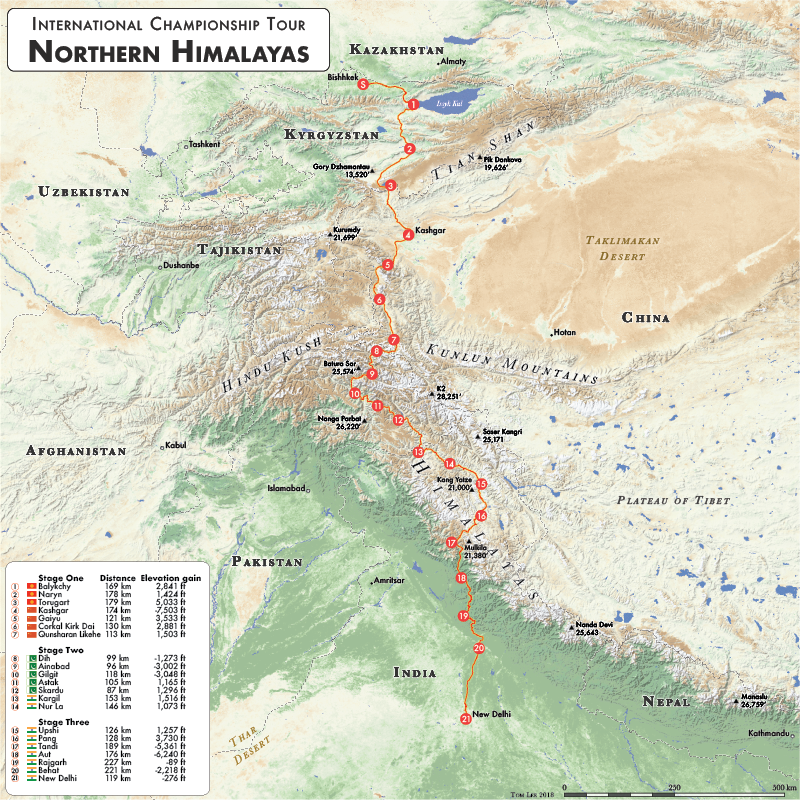 International Championship Tour
Northern Himalayas
Kazakhstan
Almaty
Bishhkek
S
Issyk Kul
1
Kyrgyzstan
2
Tashkent
Tian Shan
Pik Dankova
19,626'
Gory Dzhamantau
13,520'
3
Uzbekistan
Kurumdy
21,699'
4
Kashgar
Taklimakan
Desert
Tajikistan
Dushanbe
5
6
China
Hotan
7
Hindu Kush
8
Kunlun Mountains
Batura Sar
25,574'
9
10
K2
28,251'
11
Nanga Parbat
26,220'
12
Saser Kangri
25,171
Afghanistan
Kabul
13
14
Himalayas
Kang Yatze
21,000'
15
Islamabad
Plateau of Tibet
16
17
Mulkila
21,380'
Pakistan
18
Amritsar
19
Nanda Devi
25,643
20
India
Nepal
Manaslu
26,759'
21
New Delhi
Kathmandu
Thar
Desert
Stage One Distance Elevation gain
1 Balykchy 169 km 2,841 ft
2 Naryn 178 km 1,424 ft
3 Torugart 179 km 5,033 ft
4 Kashgar 174 km -7,503 ft
5 Gaiyu 121 km 3,533 ft
6 Corkal Kirk Dai 130 km 2,881 ft
7 Qunsharan Likehe 113 km 1,503 ft
Stage Two
8 Dih 99 km -1,273 ft
9 Ainabad 96 km -3,002 ft
10 Gilgit 118 km -3,048 ft
11 Astak 105 km 1,165 ft
12 Skardu 87 km 1,296 ft
13 Kargil 153 km 1,516 ft
14 Nur La 146 km 1,073 ft
Stage Three
15 Upshi 126 km 1,257 ft
16 Pang 128 km 3,730 ft
17 Tandi 189 km -5,361 ft
18 Aut 176 km -6,240 ft
19 Rajgarh 227 km -89 ft
20 Behat 221 km -2,218 ft
21 New Delhi 119 km -276 ft
Tom Lee 2018
0 250 500 km